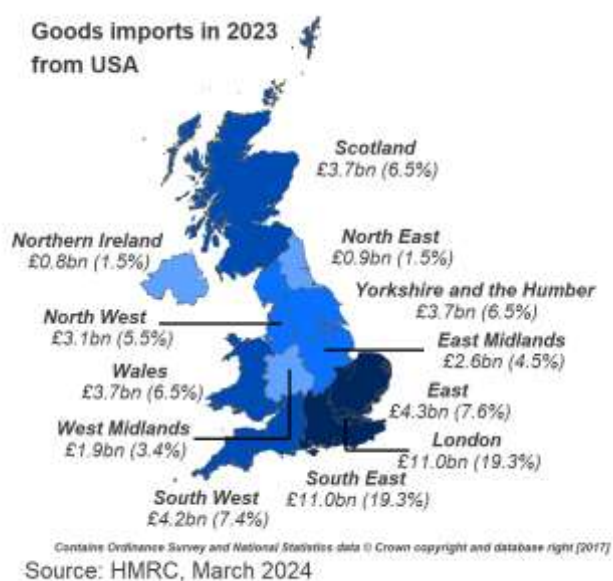 Goods imports in 2023
from USA
Scotland
£3.7bn (6.5%)
Northern Ireland
£0.8bn (1.5%)
North East
£0.9bn (1.5%)
Yorkshire and the Humber
£3.7bn (6.5%)
North West
£3.1bn (5.5%)
East Midlands
£2.6bn (4.5%)
Wales
£3.7bn (6.5%)
East
£4.3bn (7.6%)
West Midlands
£1.9bn (3.4%)
London
£11.0bn (19.3%)
South East
£11.0bn (19.3%)
South West
£4.2bn (7.4%)
Contains Ordinance Survey and National Statistics data © Crown copyright and database right [2017]
Source: HMRC, March 2024